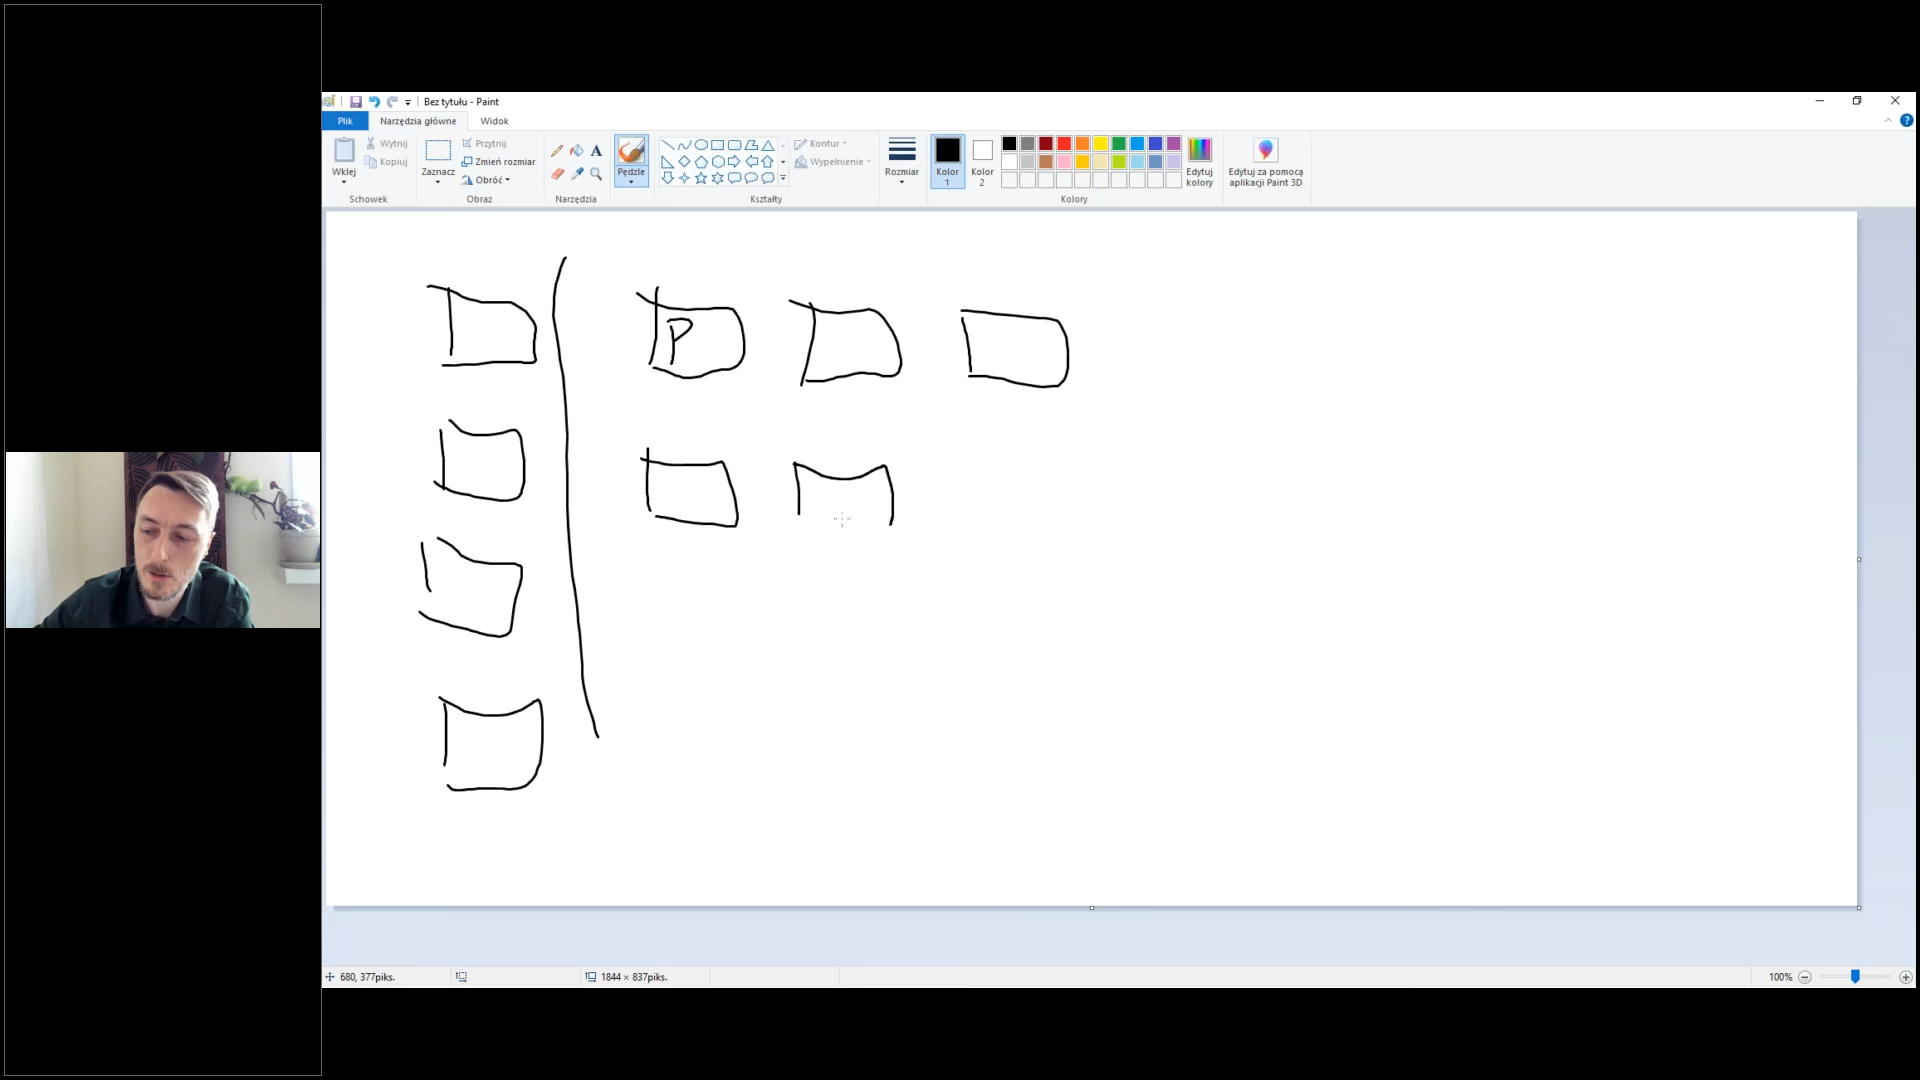 Bez tytułu - Paint
Plik Narzędzia główne Widok
Wklej
Wytnij
Kopiuj
Schowek
Zaznacz
Przytnij
Zmień rozmiar
Obróć
Obraz
A
Narzędzia
Pędzle
Kontur
Wypełnienie
Kształty
Rozmiar
Kolor
1
Kolor
2
Edytuj
kolory
Kolory
Edytuj za pomocą
aplikacji Paint 3D
?
P
680, 377piks.
1844 × 837piks.
100%